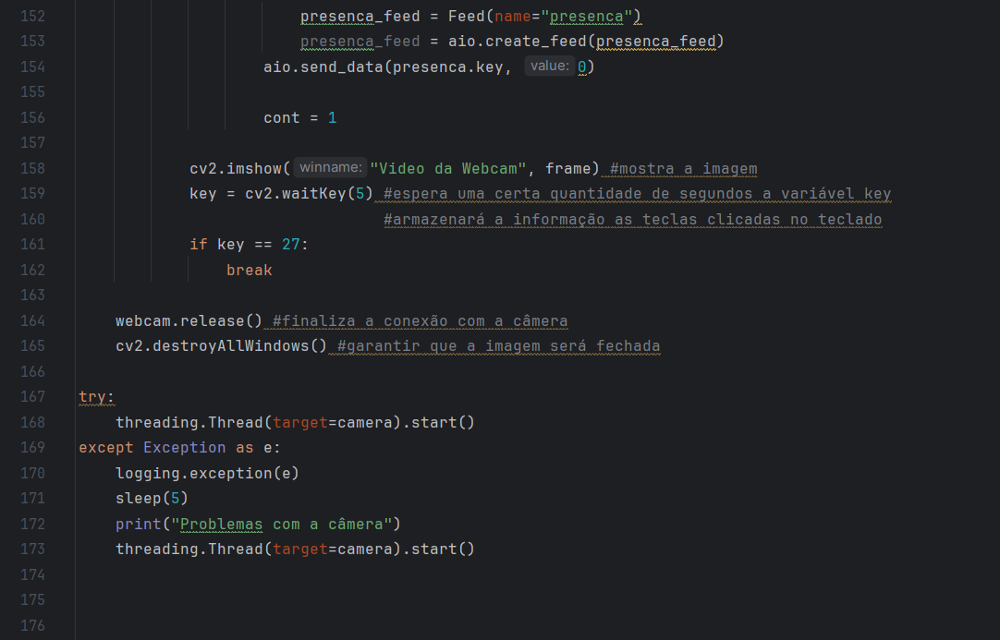 152 presenca_feed = Feed(name="presenca")
153 presenca_feed = aio.create_feed(presenca_feed)
154 aio.send_data(presenca.key, value: 0)
155
156 cont = 1
157
158 cv2.imshow( winname: "Video da Webcam", frame) #mostra a imagem
159 key = cv2.waitKey(5) #espera uma certa quantidade de segundos a variável key
160 #armazenará a informação as teclas clicadas no teclado
161 if key == 27:
162 break
163
164 webcam.release() #finaliza a conexão com a câmera
165 cv2.destroyAllWindows() #garantir que a imagem será fechada
166
167 try:
168 threading.Thread(target=camera).start()
169 except Exception as e:
170 logging.exception(e)
171 sleep(5)
172 print("Problemas com a câmera")
173 threading.Thread(target=camera).start()
174
175
176